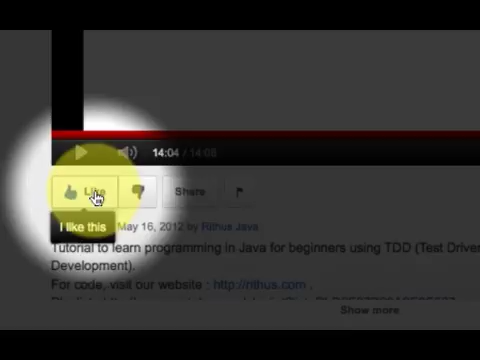 14:04 / 14:05
Like
Share
I like this
May 16, 2012 by Rithus Java
Tutorial to learn programming in Java for beginners using TDD (Test Driven
Development).
For code, visit our website : http://rithus.com .
Show more